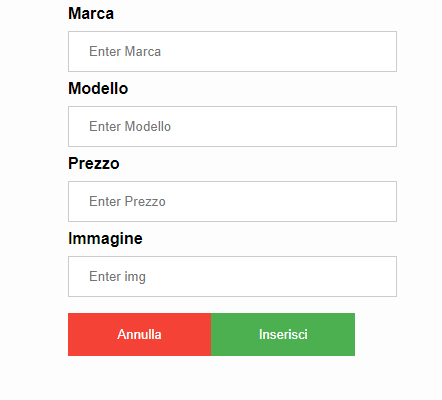 Marca
Enter Marca
Modello
Enter Modello
Prezzo
Enter Prezzo
Immagine
Enter img
Annulla Inserisci